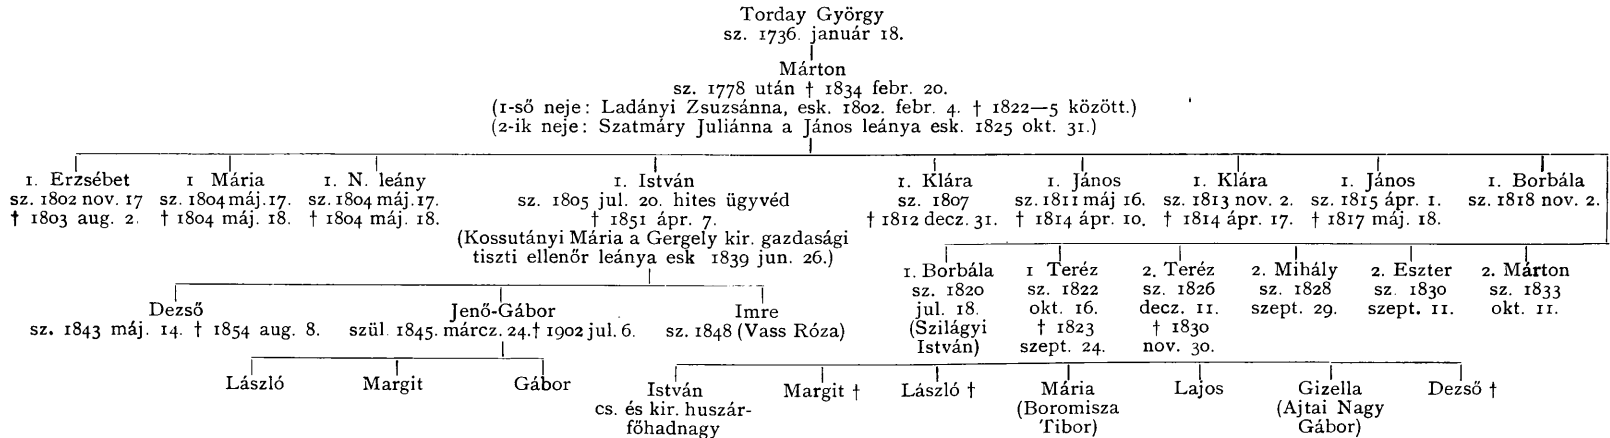 Torday György
sz. 1736. január 18.
Márton
sz. 1778 után † 1834 febr. 20.
(1-ső neje: Ladányi Zsuzsánna, esk. 1802. febr. 4. † 1822—5 között.)
(2-ik neje: Szatmáry Juliánna a János leánya esk. 1825 okt. 31.)
1. Erzsébet
sz. 1802 nov. 17
† 1803 aug. 2.
1 Mária
sz. 1804 máj. 17.
† 1804 máj. 18.
1. N. leány
sz. 1804 máj. 17.
† 1804 máj. 18.
1. István
sz. 1805 jul. 20. hites ügyvéd
† 1851 ápr. 7.
(Kossutányi Mária a Gergely kir. gazdasági
tiszti ellenőr leánya esk 1839 jun. 26.)
1. Klára
sz. 1807
† 1812 decz. 31.
1. János
sz. 1811 máj 16.
† 1814 ápr. 10.
1. Klára
sz. 1813 nov. 2.
† 1814 ápr. 17.
1. János
sz. 1815 ápr. 1.
† 1817 máj. 18.
1. Borbála
sz. 1818 nov. 2.
1. Borbála
sz. 1820
jul. 18.
(Szilágyi
István)
1 Teréz
sz. 1822
okt. 16.
† 1823
szept. 24.
2. Teréz
sz. 1826
decz. 11.
† 1830
nov. 30.
2. Mihály
sz. 1828
szept. 29.
2. Eszter
sz. 1830
szept. 11.
2. Márton
sz. 1833
okt. 11.
Dezső
sz. 1843 máj. 14. † 1854 aug. 8.
Jenő-Gábor
szül. 1845. márcz. 24. † 1902 jul. 6.
Imre
sz. 1848 (Vass Róza)
László
Margit
Gábor
István
cs. és kir. huszár-
főhadnagy
Margit †
László †
Mária
(Boromisza
Tibor)
Lajos
Gizella
(Ajtai Nagy
Gábor)
Dezső †